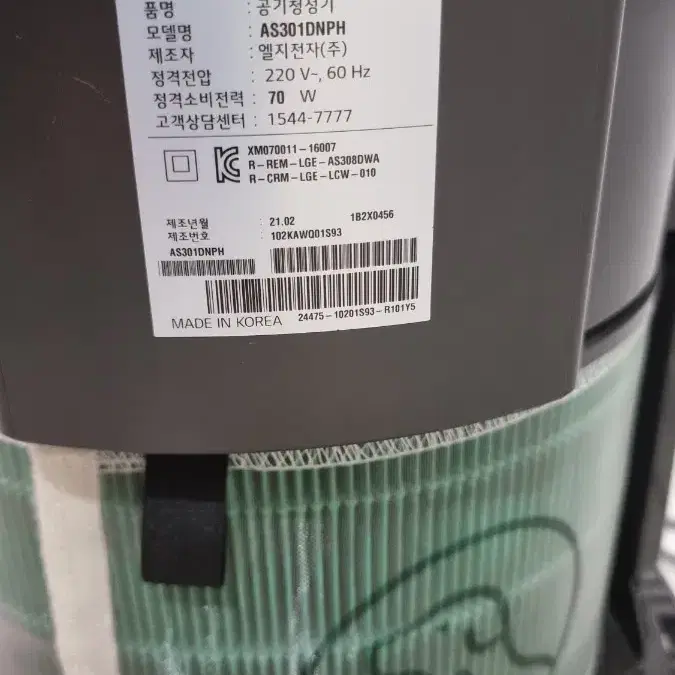 품명 : 공기청정기
모델명 : AS301DNPH
제조자 : 엘지전자(주)
정격전압 : 220 V~, 60 Hz
정격소비전력 : 70 W
고객상담센터 : 1544-7777
XM070011-16007
R-REM-LGE-AS308DWA
R-CRM-LGE-LCW-010
제조년월 : 21.02 1B2X0456
제조번호 : 102KAWQ01S93
AS301DNPH
MADE IN KOREA 24475-10201S93-R101Y5